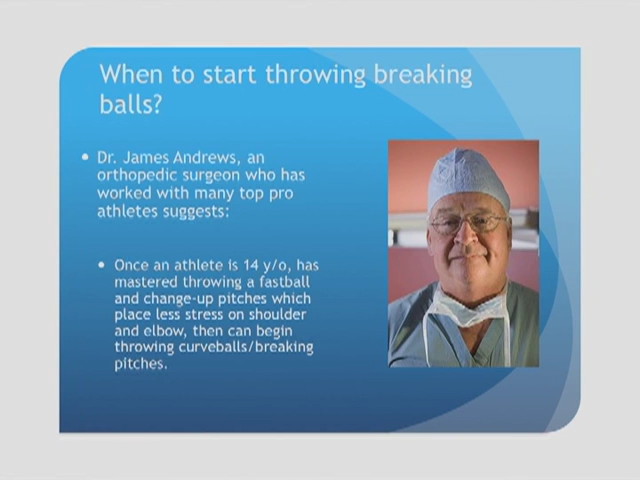 When to start throwing breaking
balls?
• Dr. James Andrews, an
orthopedic surgeon who has
worked with many top pro
athletes suggests:
• Once an athlete is 14 y/o, has
mastered throwing a fastball
and change-up pitches which
place less stress on shoulder
and elbow, then can begin
throwing curveballs/breaking
pitches.